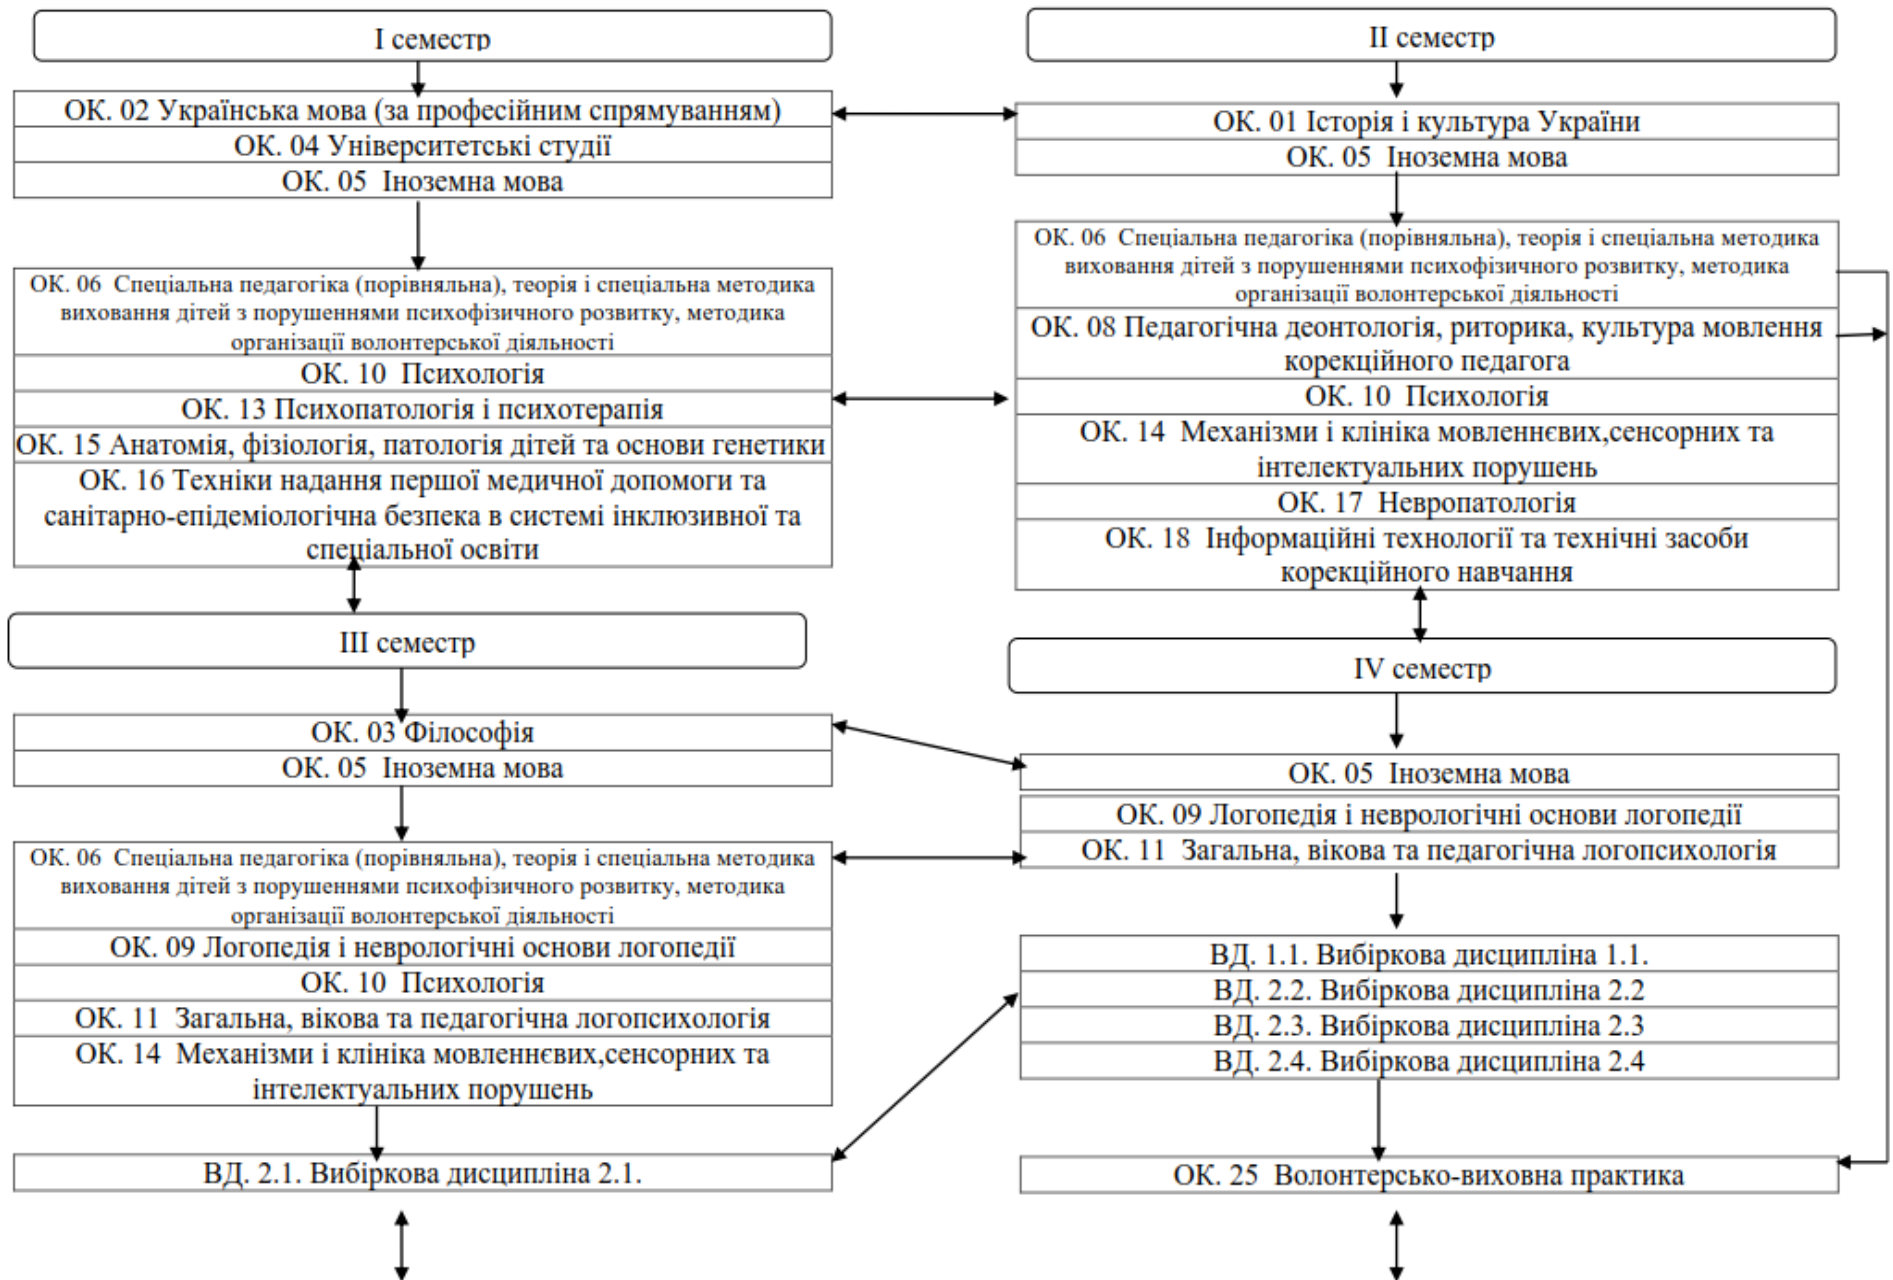 І семестр
ОК. 02 Українська мова (за професійним спрямуванням)
ОК. 04 Університетські студії
ОК. 05 Іноземна мова
ОК. 06 Спеціальна педагогіка (порівняльна), теорія і спеціальна методика
виховання дітей з порушеннями психофізичного розвитку, методика
організації волонтерської діяльності
ОК. 10 Психологія
ОК. 13 Психопатологія і психотерапія
ОК. 15 Анатомія, фізіологія, патологія дітей та основи генетики
ОК. 16 Техніки надання першої медичної допомоги та
санітарно-епідеміологічна безпека в системі інклюзивної та
спеціальної освіти
ІІ семестр
ОК. 01 Історія і культура України
ОК. 05 Іноземна мова
ОК. 06 Спеціальна педагогіка (порівняльна), теорія і спеціальна методика
виховання дітей з порушеннями психофізичного розвитку, методика
організації волонтерської діяльності
ОК. 08 Педагогічна деонтологія, риторика, культура мовлення
корекційного педагога
ОК. 10 Психологія
ОК. 14 Механізми і клініка мовленнєвих,сенсорних та
інтелектуальних порушень
ОК. 17 Невропатологія
ОК. 18 Інформаційні технології та технічні засоби
корекційного навчання
ІІІ семестр
ОК. 03 Філософія
ОК. 05 Іноземна мова
ОК. 06 Спеціальна педагогіка (порівняльна), теорія і спеціальна методика
виховання дітей з порушеннями психофізичного розвитку, методика
організації волонтерської діяльності
ОК. 09 Логопедія і неврологічні основи логопедії
ОК. 10 Психологія
ОК. 11 Загальна, вікова та педагогічна логопсихологія
ОК. 14 Механізми і клініка мовленнєвих,сенсорних та
інтелектуальних порушень
ВД. 2.1. Вибіркова дисципліна 2.1.
IV семестр
ОК. 05 Іноземна мова
ОК. 09 Логопедія і неврологічні основи логопедії
ОК. 11 Загальна, вікова та педагогічна логопсихологія
ВД. 1.1. Вибіркова дисципліна 1.1.
ВД. 2.2. Вибіркова дисципліна 2.2
ВД. 2.3. Вибіркова дисципліна 2.3
ВД. 2.4. Вибіркова дисципліна 2.4
ОК. 25 Волонтерсько-виховна практика